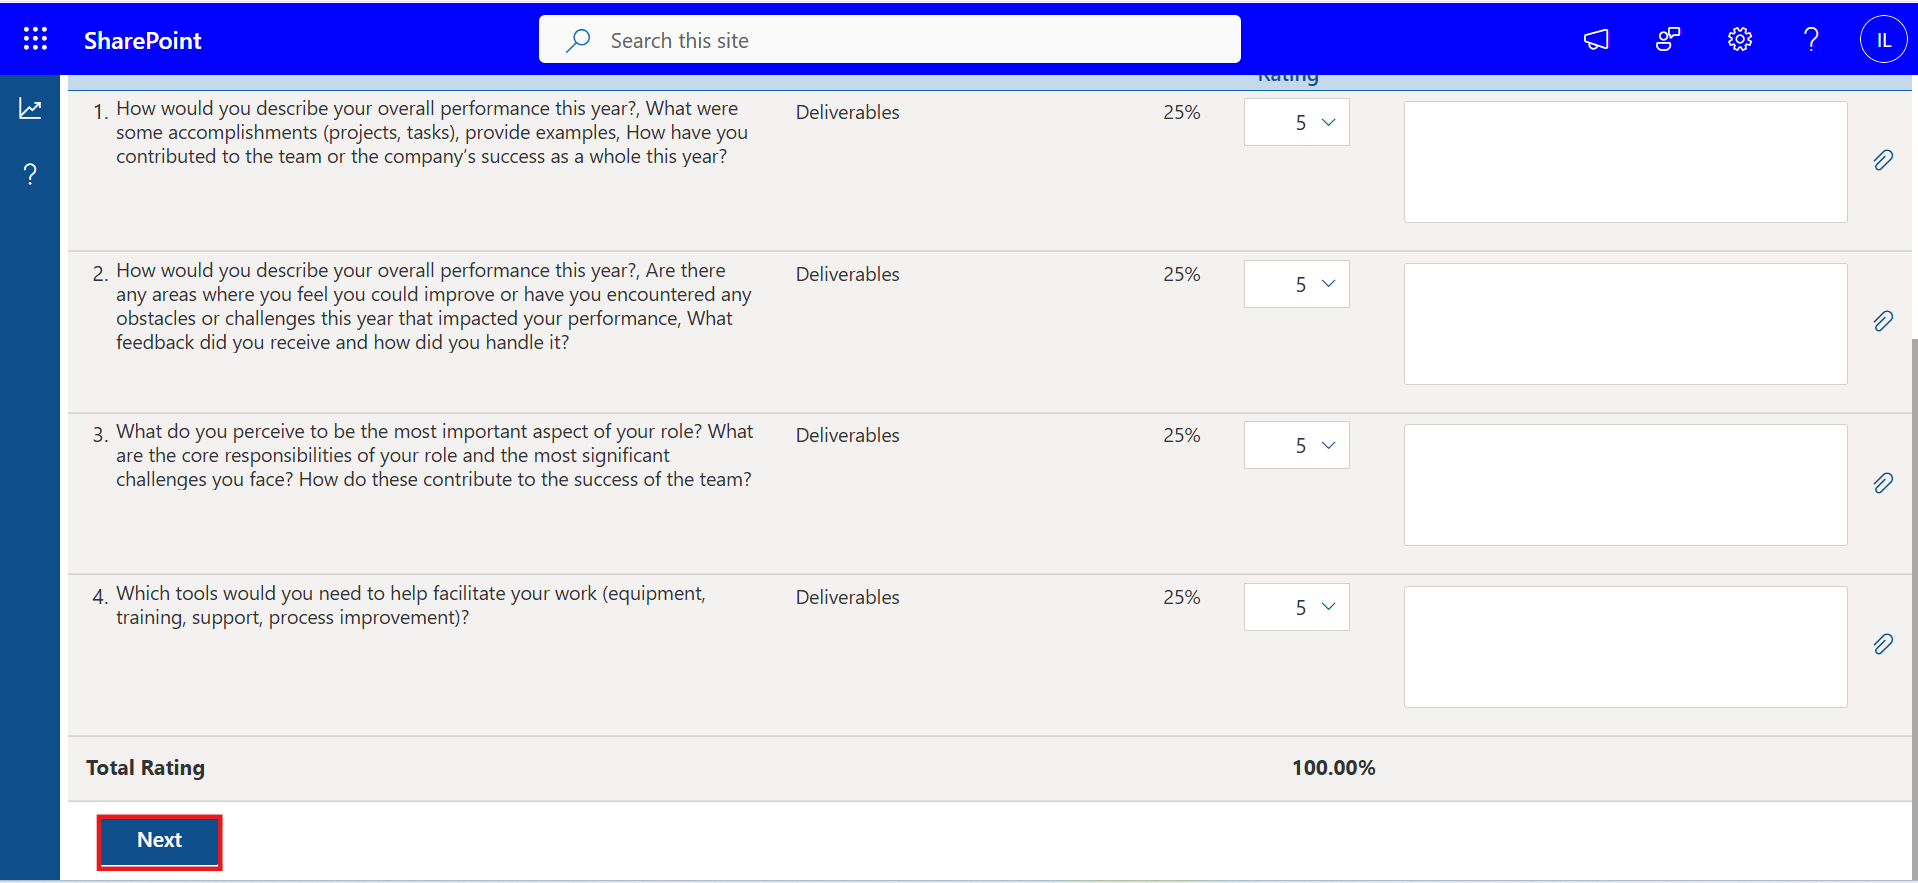 SharePoint
Search this site
IL
Rating
1. How would you describe your overall performance this year?, What were
some accomplishments (projects, tasks), provide examples, How have you
contributed to the team or the company’s success as a whole this year?
Deliverables
25%
5
2. How would you describe your overall performance this year?, Are there
any areas where you feel you could improve or have you encountered any
obstacles or challenges this year that impacted your performance, What
feedback did you receive and how did you handle it?
Deliverables
25%
5
3. What do you perceive to be the most important aspect of your role? What
are the core responsibilities of your role and the most significant
challenges you face? How do these contribute to the success of the team?
Deliverables
25%
5
4. Which tools would you need to help facilitate your work (equipment,
training, support, process improvement)?
Deliverables
25%
5
Total Rating
100.00%
Next